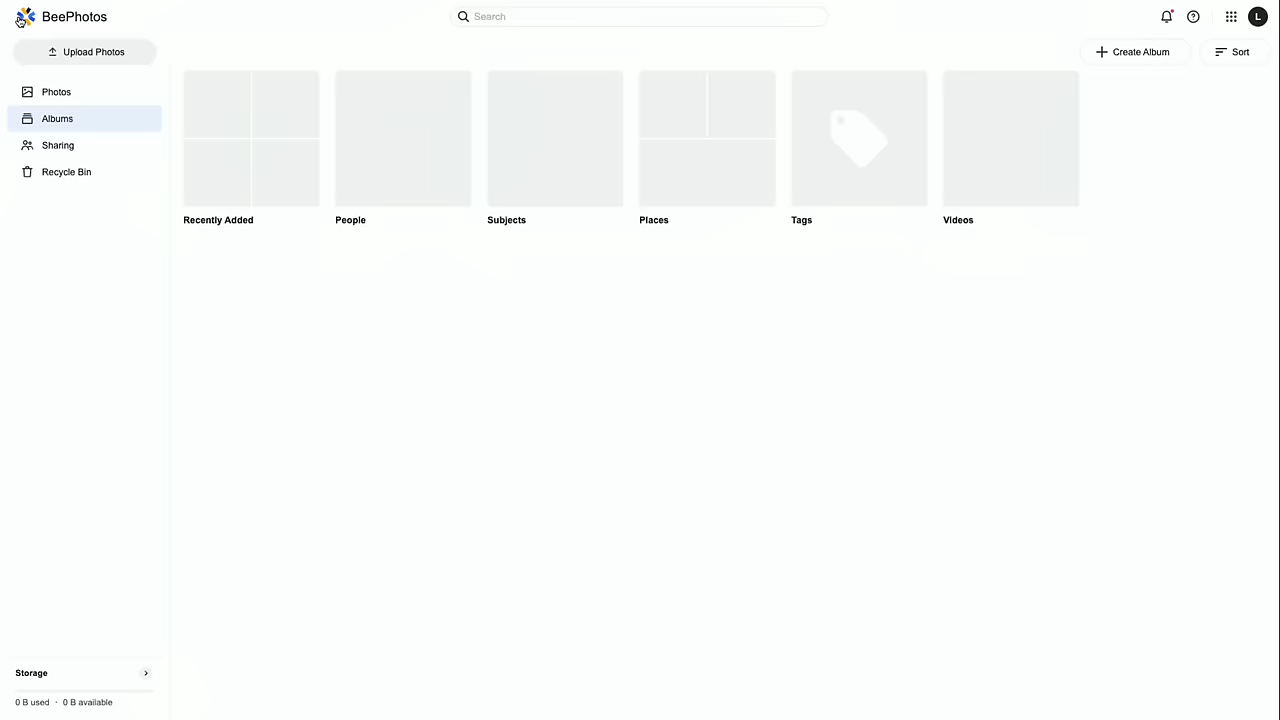 BeePhotos
Search
L
Upload Photos
Create Album
Sort
Photos
Albums
Sharing
Recycle Bin
Recently Added
People
Subjects
Places
Tags
Videos
Storage
0 B used · 0 B available